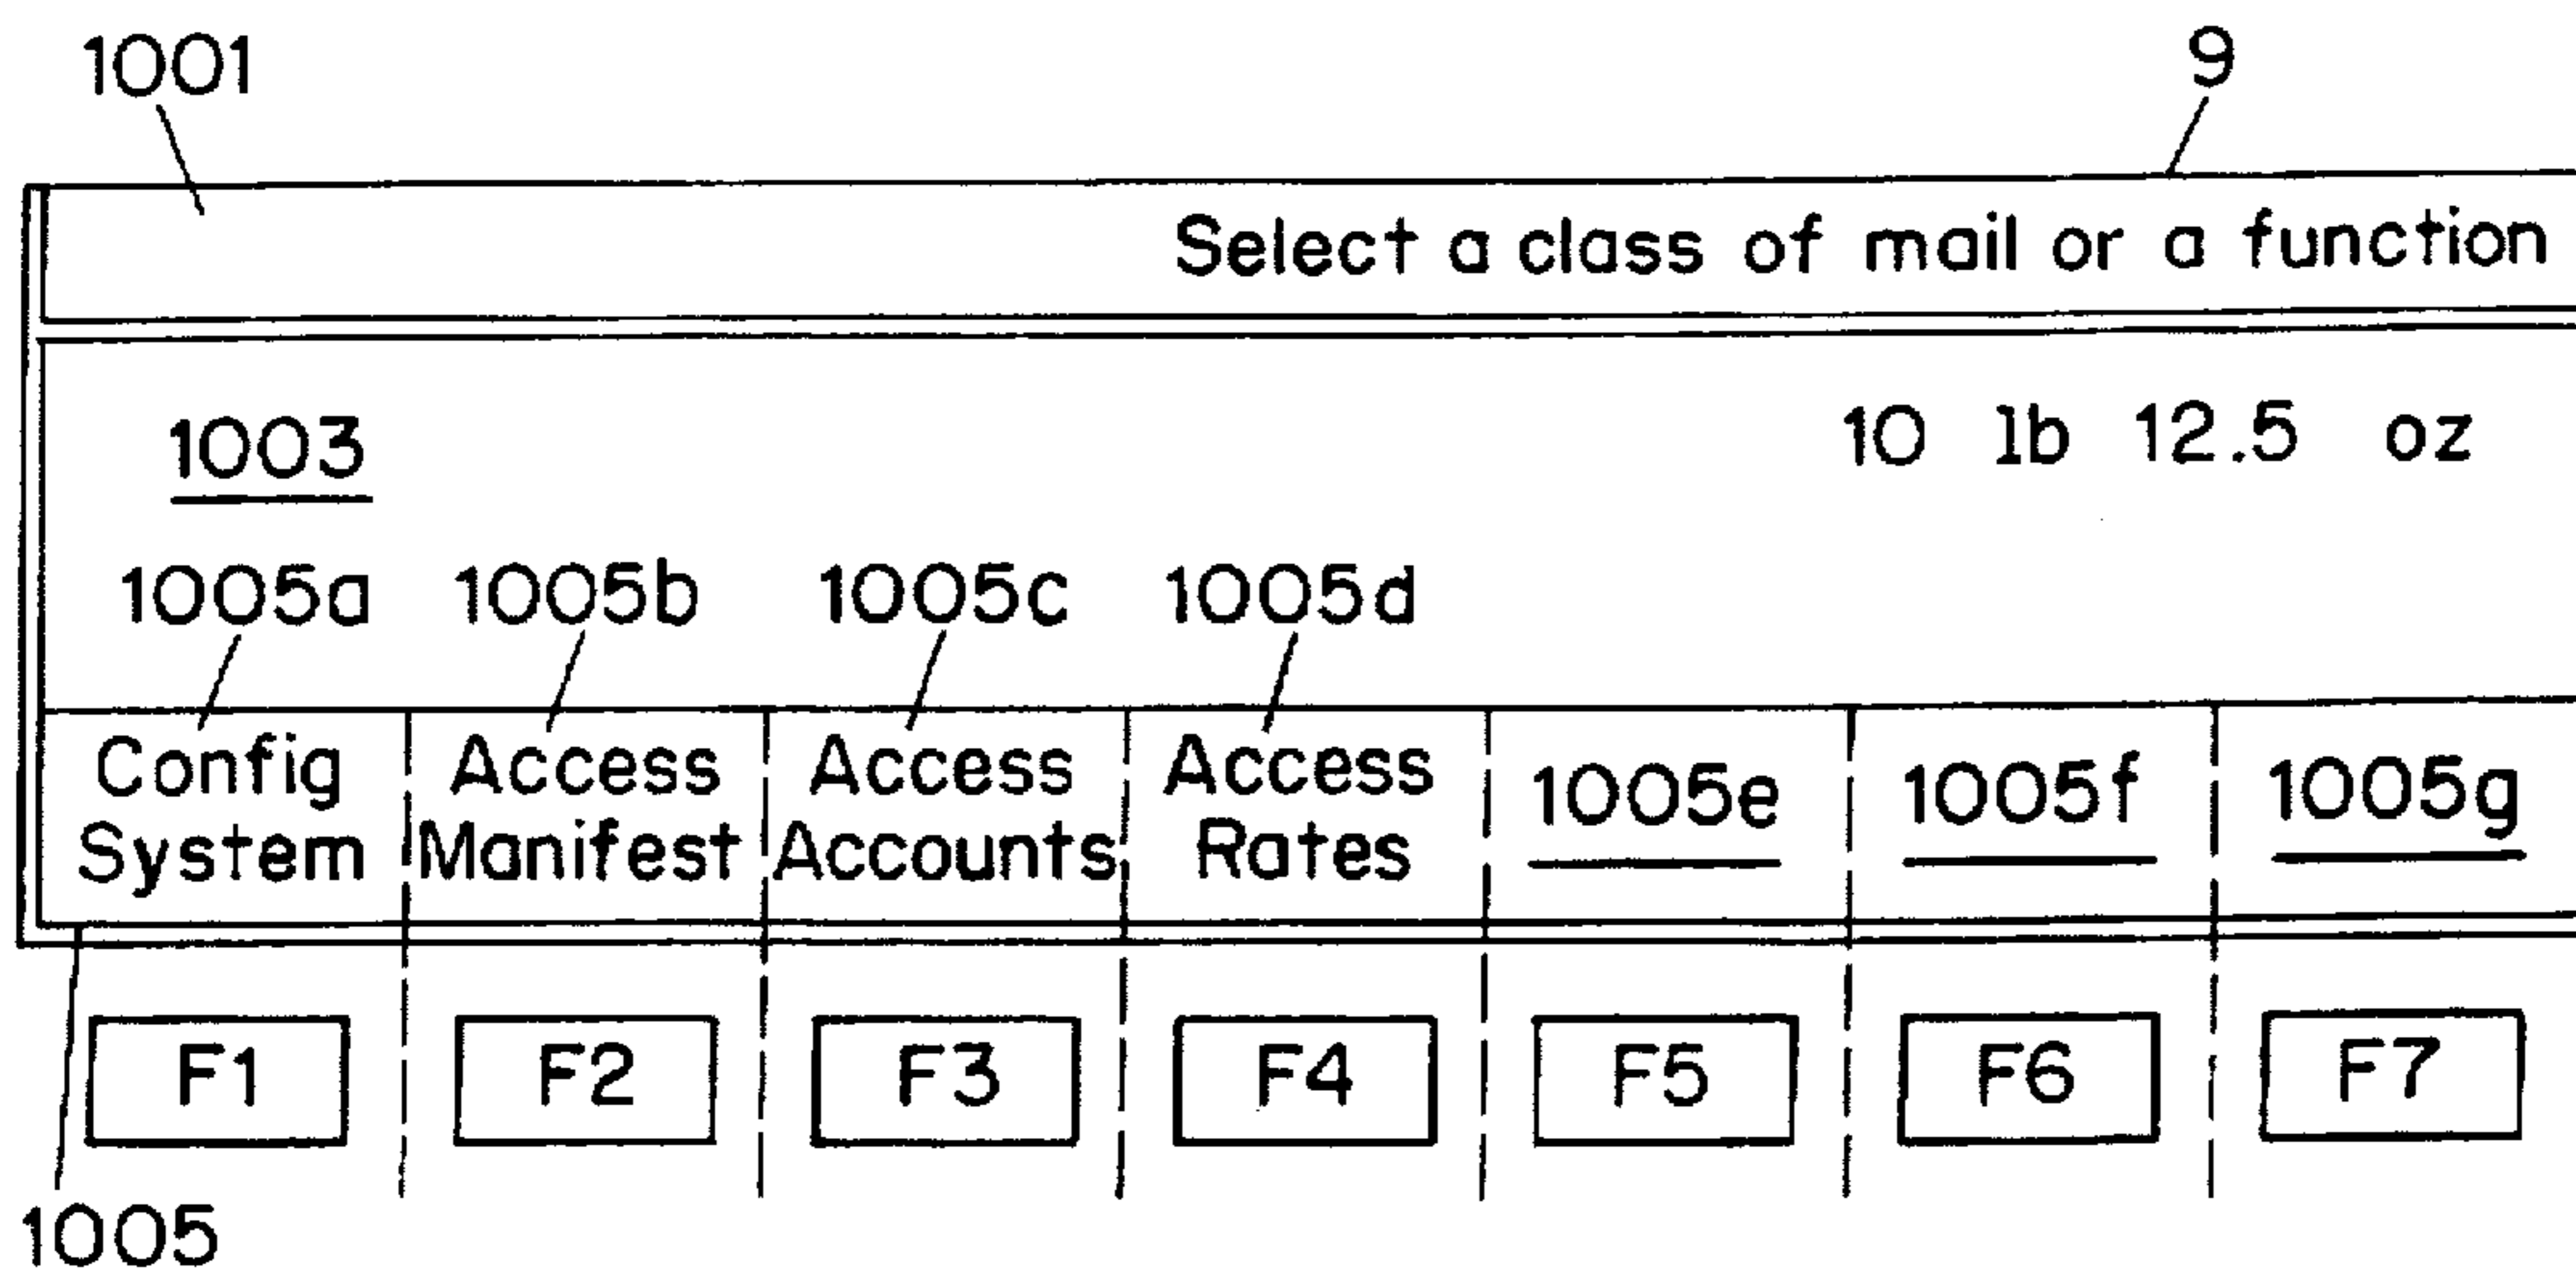 1001 9
Select a class of mail or a function
1003 10 lb 12.5 oz
1005a 1005b 1005c 1005d
Config Access Access Access 1005e 1005f 1005g
System Manifest Accounts Rates
F1 F2 F3 F4 F5 F6 F7
1005